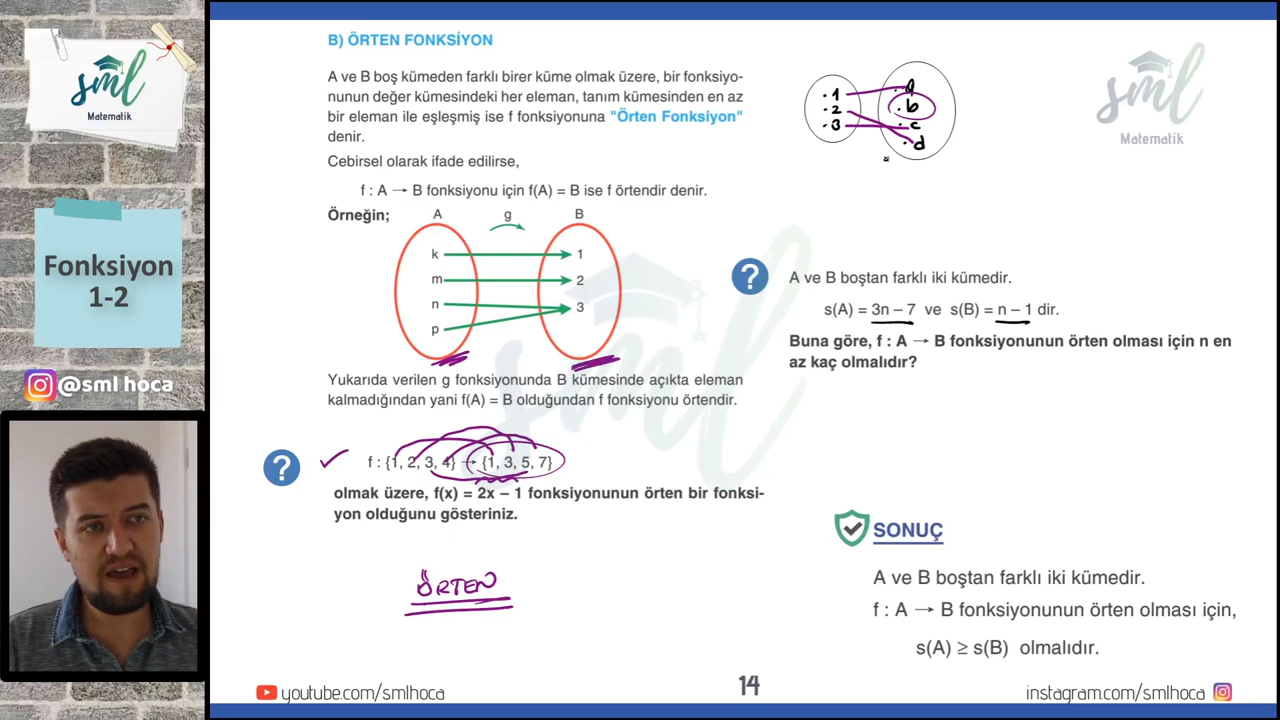 sml
Matematik
Fonksiyon
1-2
@sml hoca
B) ÖRTEN FONKSİYON
A ve B boş kümeden farklı birer küme olmak üzere, bir fonksiyo-
nunun değer kümesindeki her eleman, tanım kümesinden en az
bir eleman ile eşleşmiş ise f fonksiyonuna "Örten Fonksiyon"
denir.
Cebirsel olarak ifade edilirse,
f : A → B fonksiyonu için f(A) = B ise f örtendir denir.
Örneğin;
A g B
k 1
m 2
n 3
p
Yukarıda verilen g fonksiyonunda B kümesinde açıkta eleman
kalmadığından yani f(A) = B olduğundan f fonksiyonu örtendir.
? f : {1, 2, 3, 4} → {1, 3, 5, 7}
olmak üzere, f(x) = 2x – 1 fonksiyonunun örten bir fonksi-
yon olduğunu gösteriniz.
ÖRTEN
.1 .a
.2 .b
.3 .c
.d
sml
Matematik
? A ve B boştan farklı iki kümedir.
s(A) = 3n – 7 ve s(B) = n – 1 dir.
Buna göre, f : A → B fonksiyonunun örten olması için n en
az kaç olmalıdır?
SONUÇ
A ve B boştan farklı iki kümedir.
f : A → B fonksiyonunun örten olması için,
s(A) ≥ s(B) olmalıdır.
youtube.com/smlhoca
14
instagram.com/smlhoca